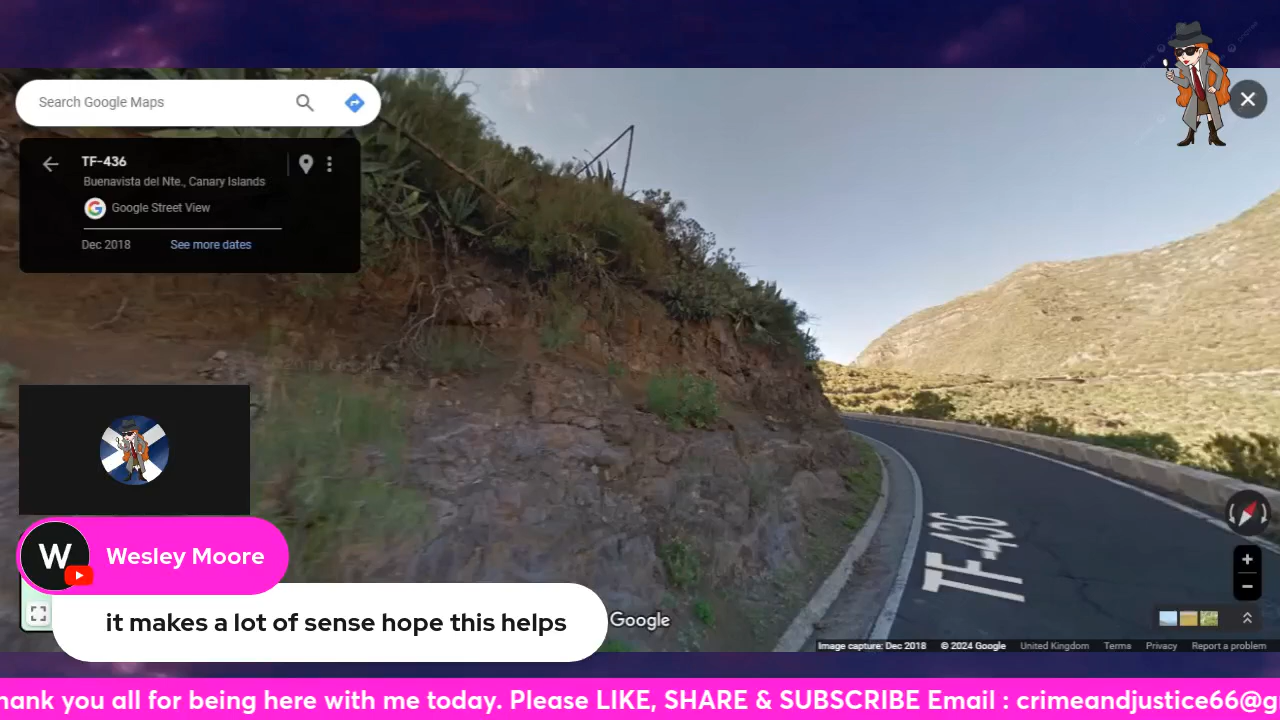 Search Google Maps
TF-436
Buenavista del Nte., Canary Islands
Google Street View
Dec 2018 See more dates
TF-436
W Wesley Moore
it makes a lot of sense hope this helps
Google
Image capture: Dec 2018 © 2024 Google United Kingdom Terms Privacy Report a problem
hank you all for being here with me today. Please LIKE, SHARE & SUBSCRIBE Email : crimeandjustice66@g